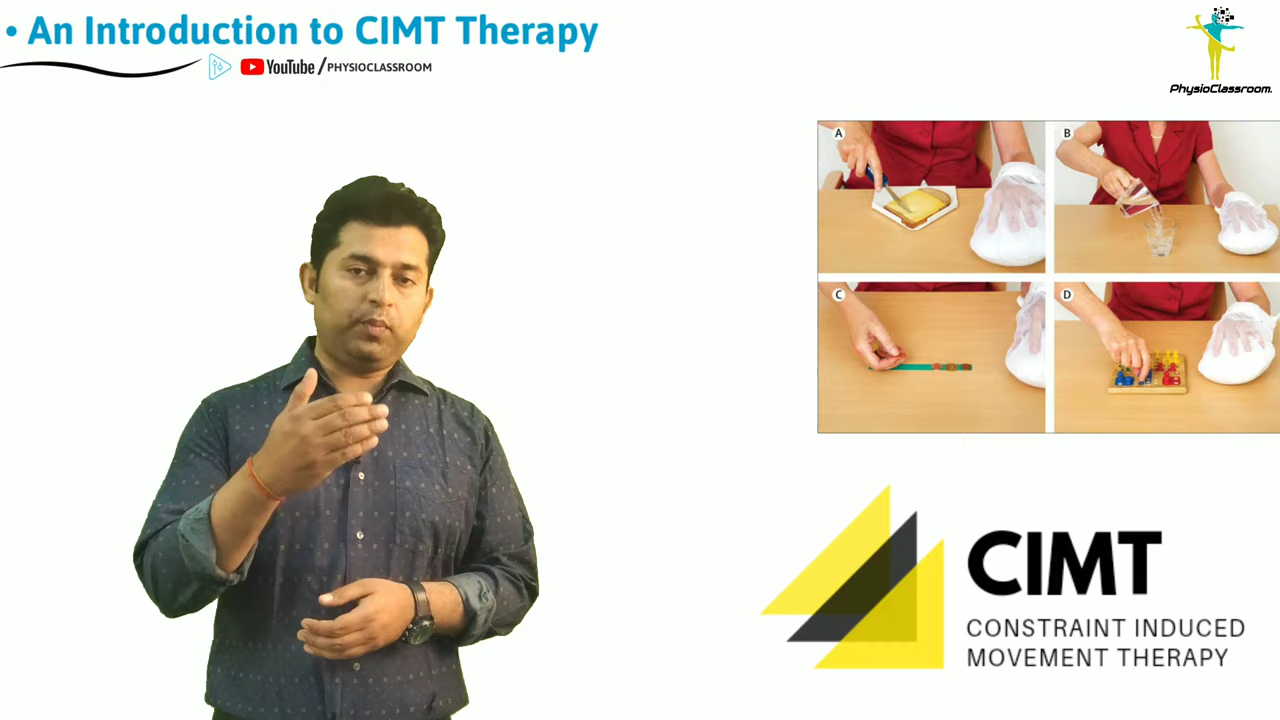 • An Introduction to CIMT Therapy
YouTube /PHYSIOCLASSROOM
PhysioClassroom.
A
B
C
D
CIMT
CONSTRAINT INDUCED
MOVEMENT THERAPY